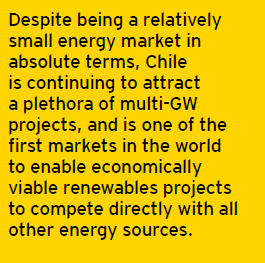 Despite being a relatively
small energy market in
absolute terms, Chile
is continuing to attract
a plethora of multi-GW
projects, and is one of the
first markets in the world
to enable economically
viable renewables projects
to compete directly with all
other energy sources.